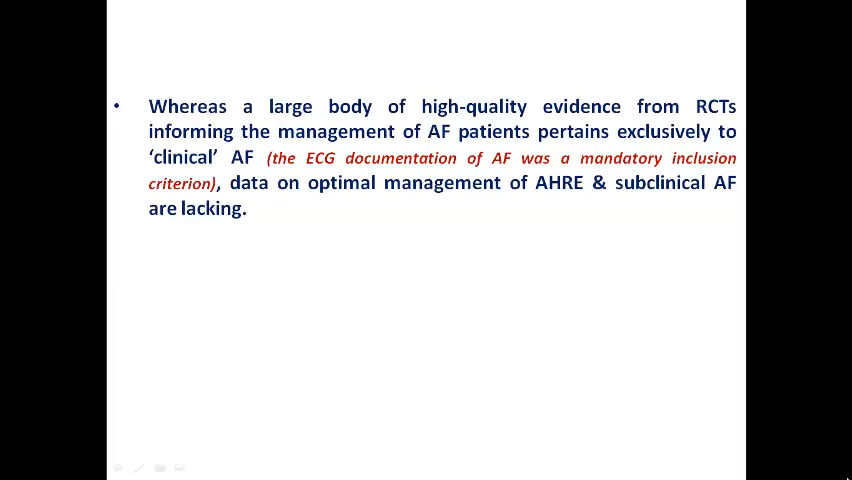 • Whereas a large body of high-quality evidence from RCTs
informing the management of AF patients pertains exclusively to
‘clinical’ AF (the ECG documentation of AF was a mandatory inclusion
criterion), data on optimal management of AHRE & subclinical AF
are lacking.